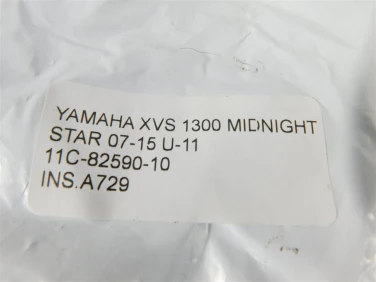 YAMAHA XVS 1300 MIDNIGHT
STAR 07-15 U-11
11C-82590-10
INS.A729